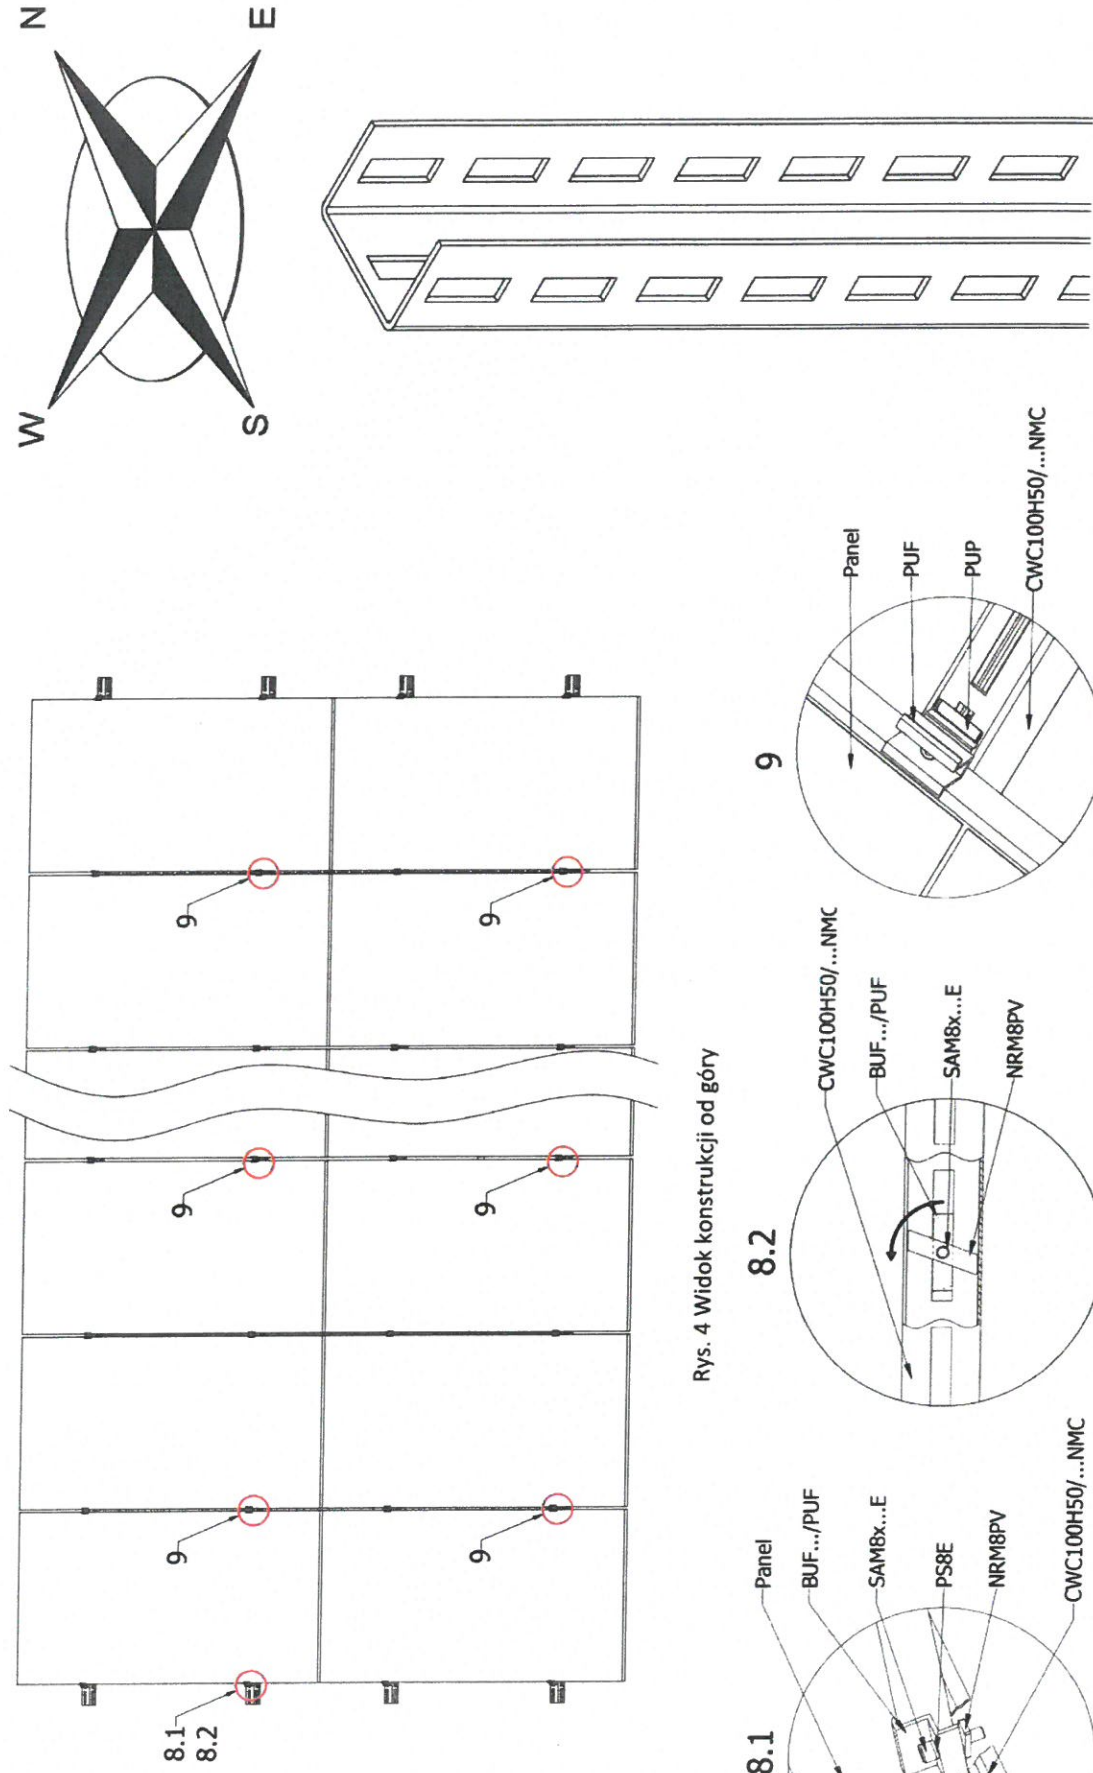 N
E
W
S
9
9
9
9
9
9
8.1
8.2
Rys. 4 Widok konstrukcji od góry
8.1
Panel
BUF.../PUF
SAM8x...E
PS8E
NRM8PV
CWC100H50/...NMC
8.2
CWC100H50/...NMC
BUF.../PUF
SAM8x...E
NRM8PV
9
Panel
PUF
PUP
CWC100H50/...NMC